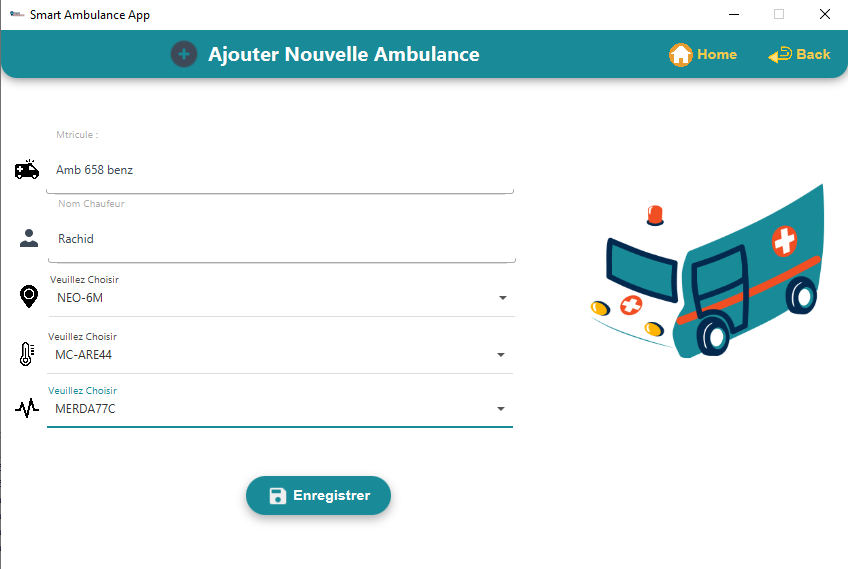 Smart Ambulance App
Ajouter Nouvelle Ambulance
Home
Back
Mtricule :
Amb 658 benz
Nom Chaufeur
Rachid
Veuillez Choisir
NEO-6M
Veuillez Choisir
MC-ARE44
Veuillez Choisir
MERDA77C
Enregistrer